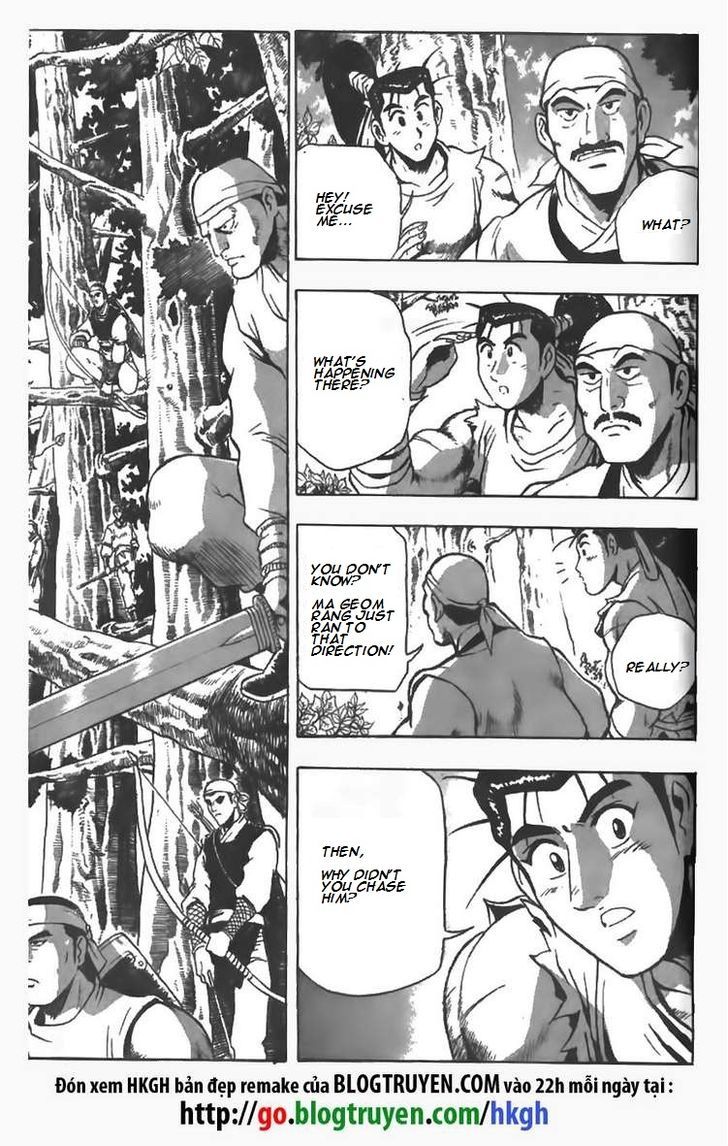 HEY!
EXCUSE
ME...
WHAT?
WHAT'S
HAPPENING
THERE?
YOU DON'T
KNOW?
MA GEOM
RANG JUST
RAN TO
THAT
DIRECTION!
REALLY?
THEN,
WHY DIDN'T
YOU CHASE
HIM?
Đón xem HKGH bản đẹp remake của BLOGTRUYEN.COM vào 22h mỗi ngày tại :
http://go.blogtruyen.com/hkgh